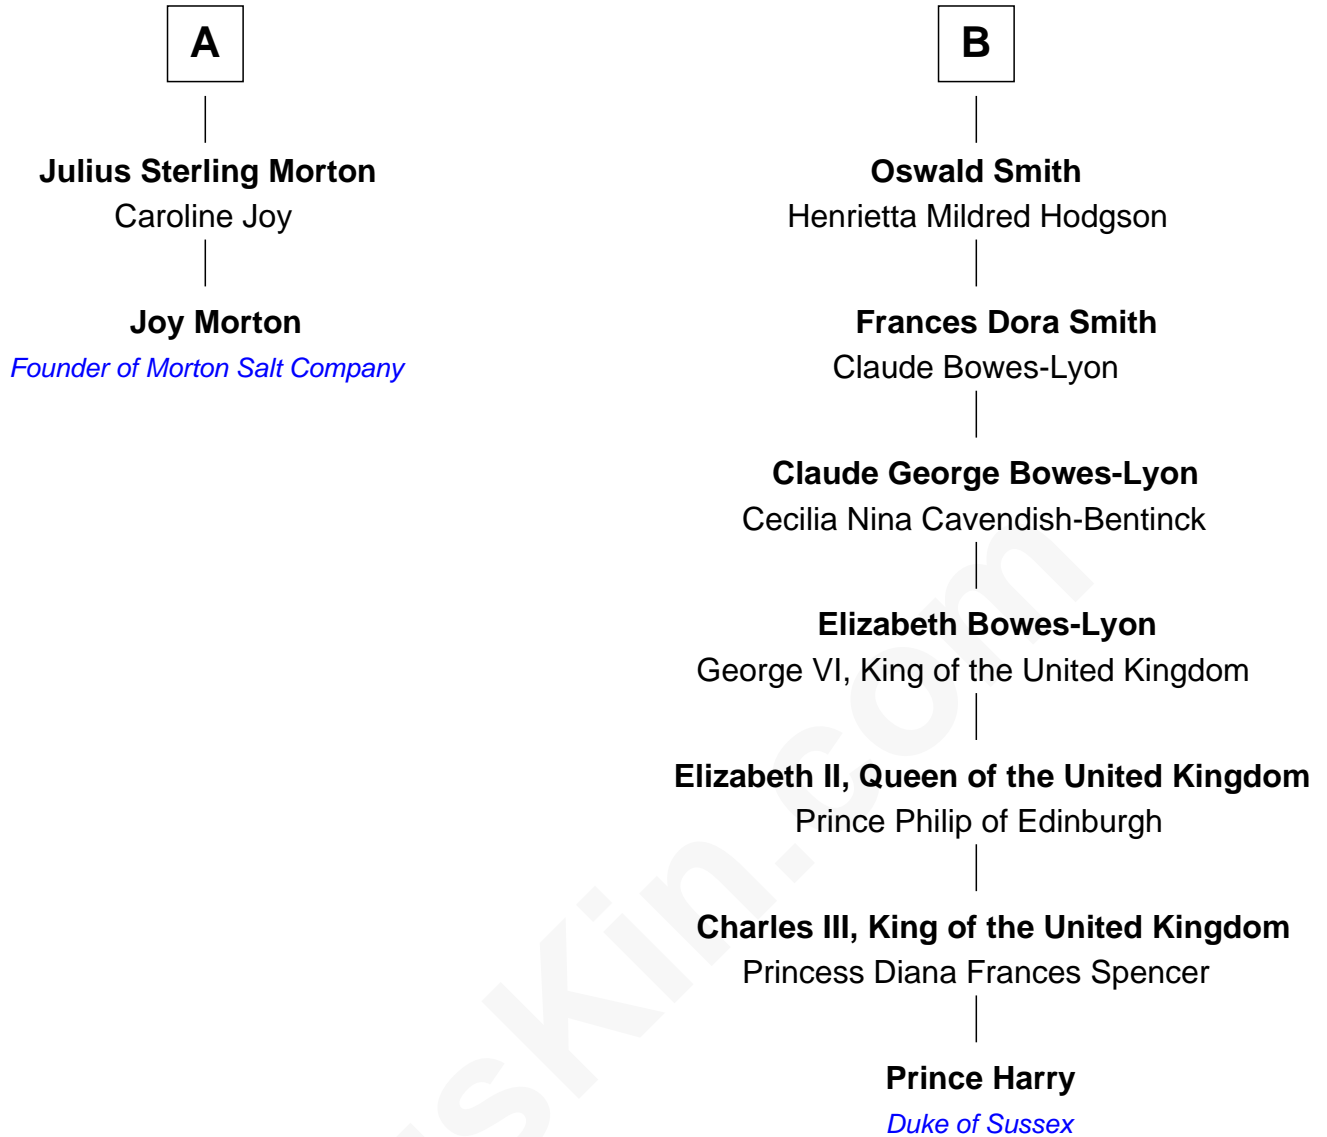 A
Julius Sterling Morton
Caroline Joy
Joy Morton
Founder of Morton Salt Company
B
Oswald Smith
Henrietta Mildred Hodgson
Frances Dora Smith
Claude Bowes-Lyon
Claude George Bowes-Lyon
Cecilia Nina Cavendish-Bentinck
Elizabeth Bowes-Lyon
George VI, King of the United Kingdom
Elizabeth II, Queen of the United Kingdom
Prince Philip of Edinburgh
Charles III, King of the United Kingdom
Princess Diana Frances Spencer
Prince Harry
Duke of Sussex
sKin.com